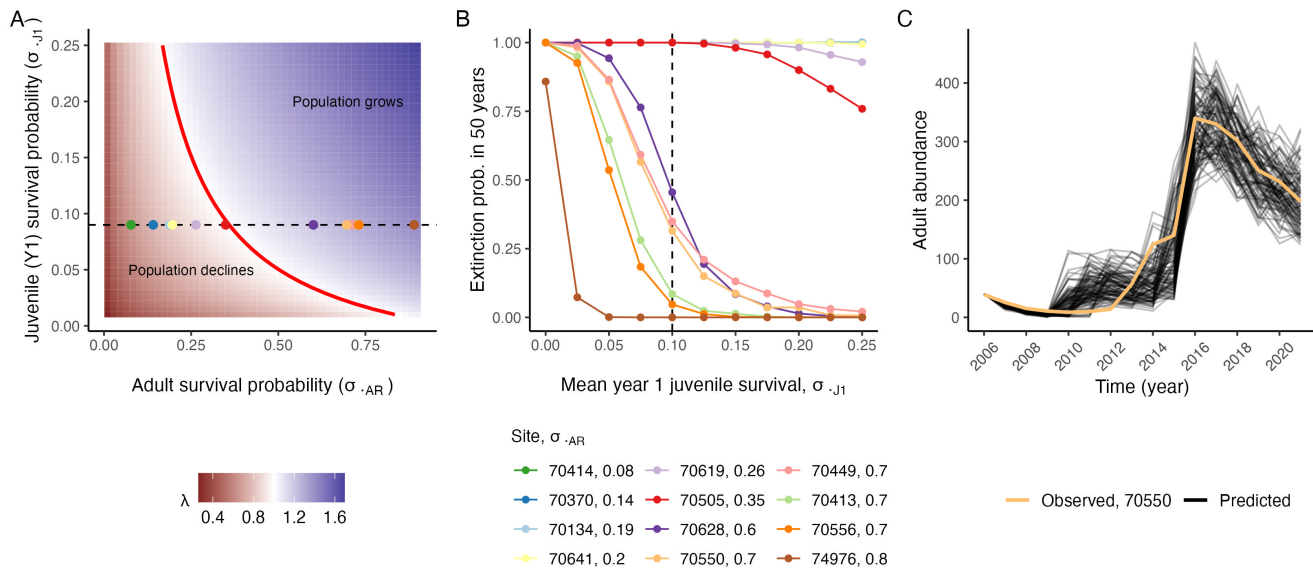 A
Juvenile (Y1) survival probability (σ ·J1)
0.25
0.20
0.15
0.10
0.05
0.00
Population grows
Population declines
0.00
0.25
0.50
0.75
Adult survival probability (σ ·AR)
λ
0.4 0.8 1.2 1.6
B
Extinction prob. in 50 years
1.00
0.75
0.50
0.25
0.00
0.00 0.05 0.10 0.15 0.20 0.25
Mean year 1 juvenile survival, σ ·J1
Site, σ ·AR
70414, 0.08
70370, 0.14
70134, 0.19
70641, 0.2
70619, 0.26
70505, 0.35
70628, 0.6
70550, 0.7
70449, 0.7
70413, 0.7
70556, 0.7
74976, 0.8
C
Adult abundance
400
300
200
100
0
2006 2008 2010 2012 2014 2016 2018 2020
Time (year)
Observed, 70550
Predicted